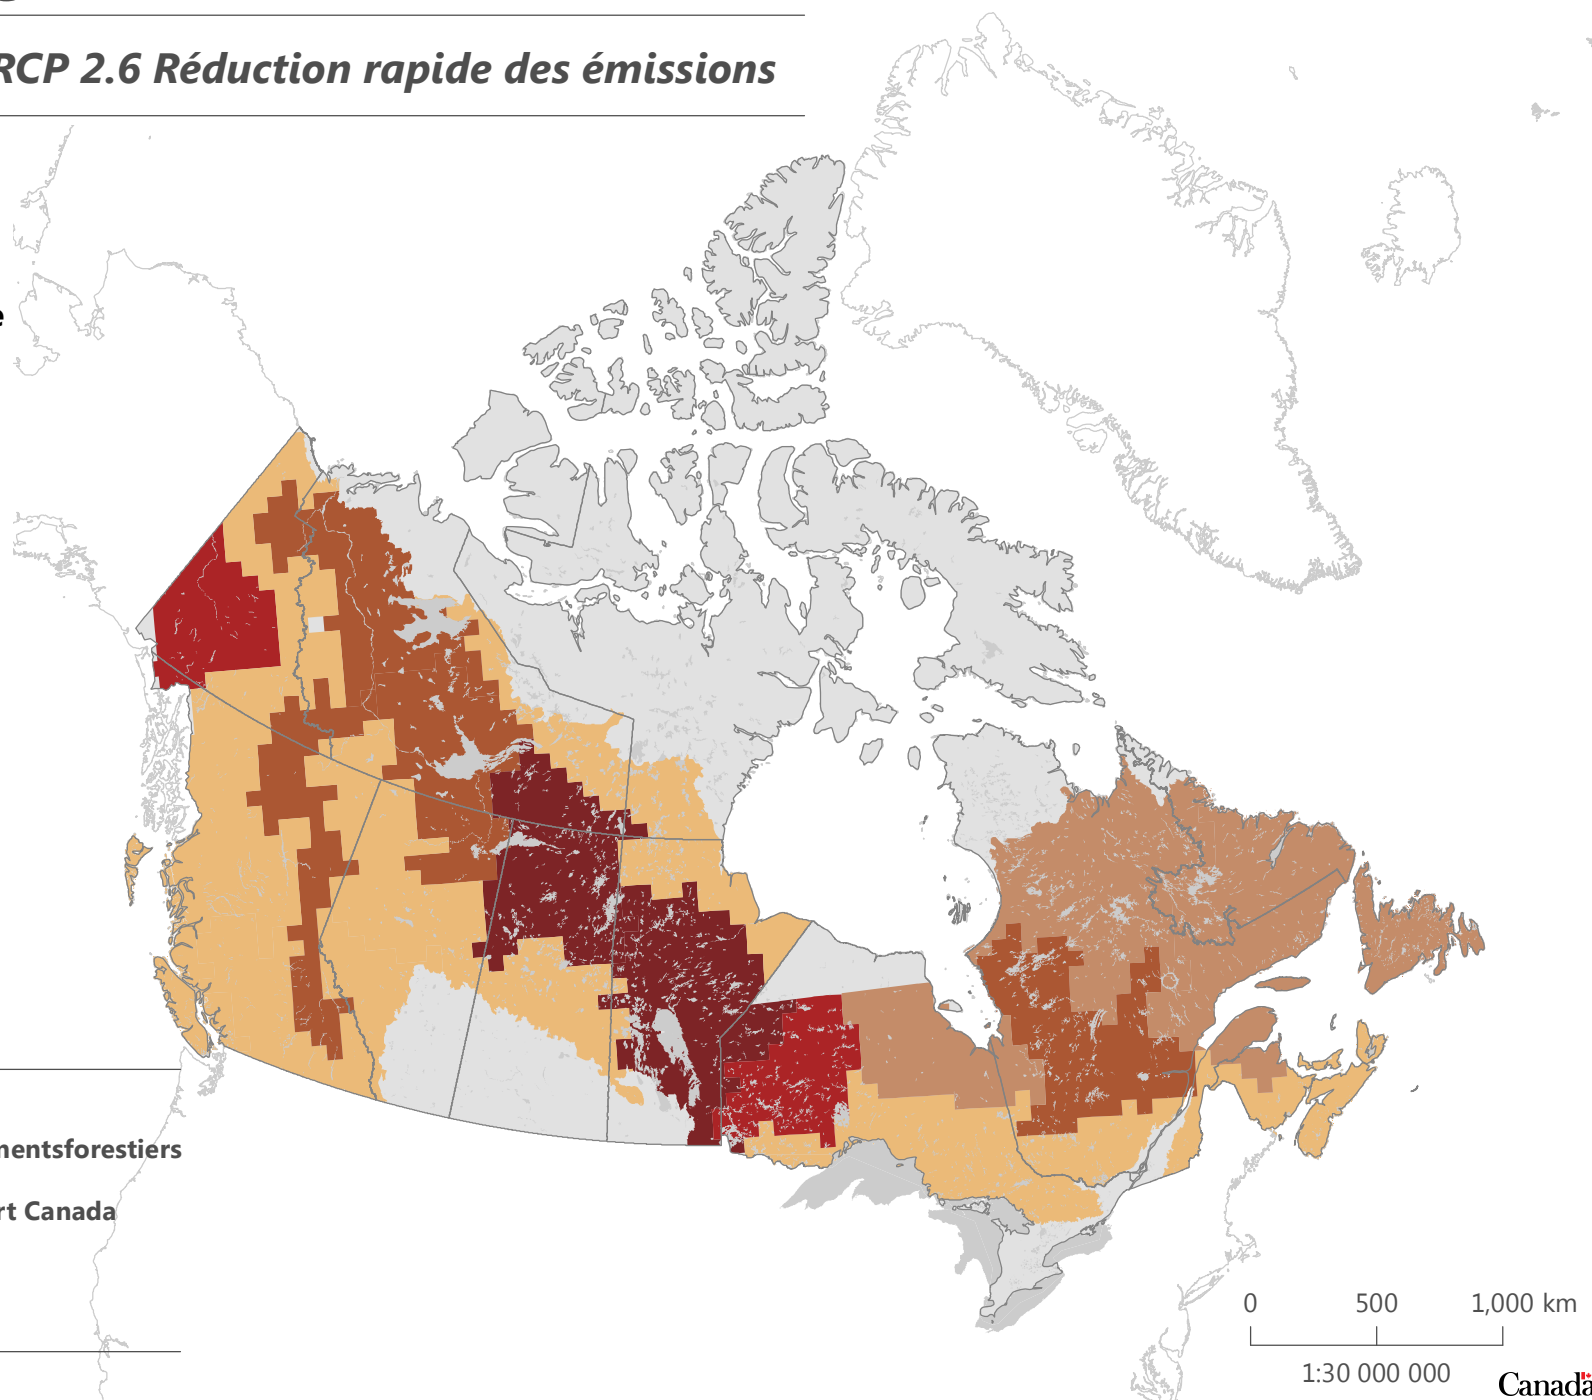 RCP 2.6 Réduction rapide des émissions
e
mentsforestiers
rt Canada
0 500 1,000 km
1:30 000 000
Canada